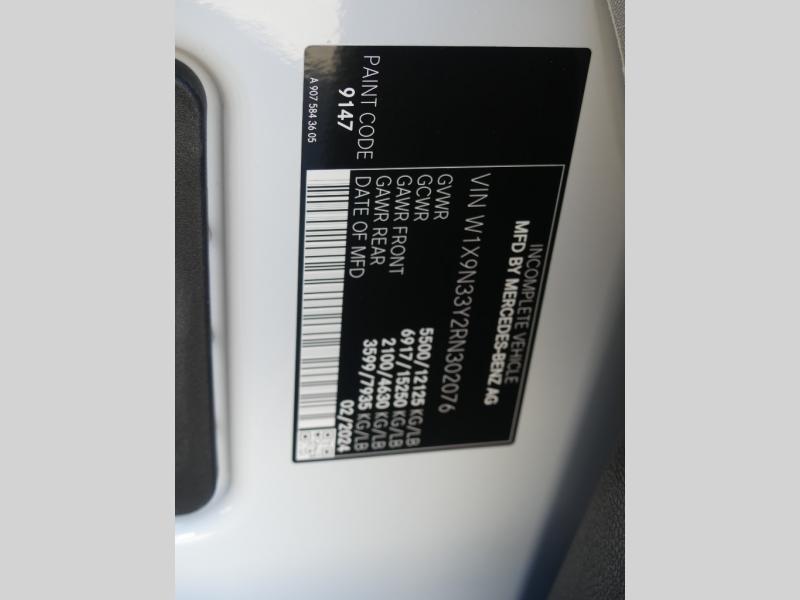 INCOMPLETE VEHICLE
MFD BY MERCEDES-BENZ AG
VIN W1X9N33Y2RN302076
GVWR 5500/12125 KG/LB
GCWR 6917/15250 KG/LB
GAWR FRONT 2100/4630 KG/LB
GAWR REAR 3599/7935 KG/LB
DATE OF MFD 02/2024
PAINT CODE
9147
A 907 584 36 05